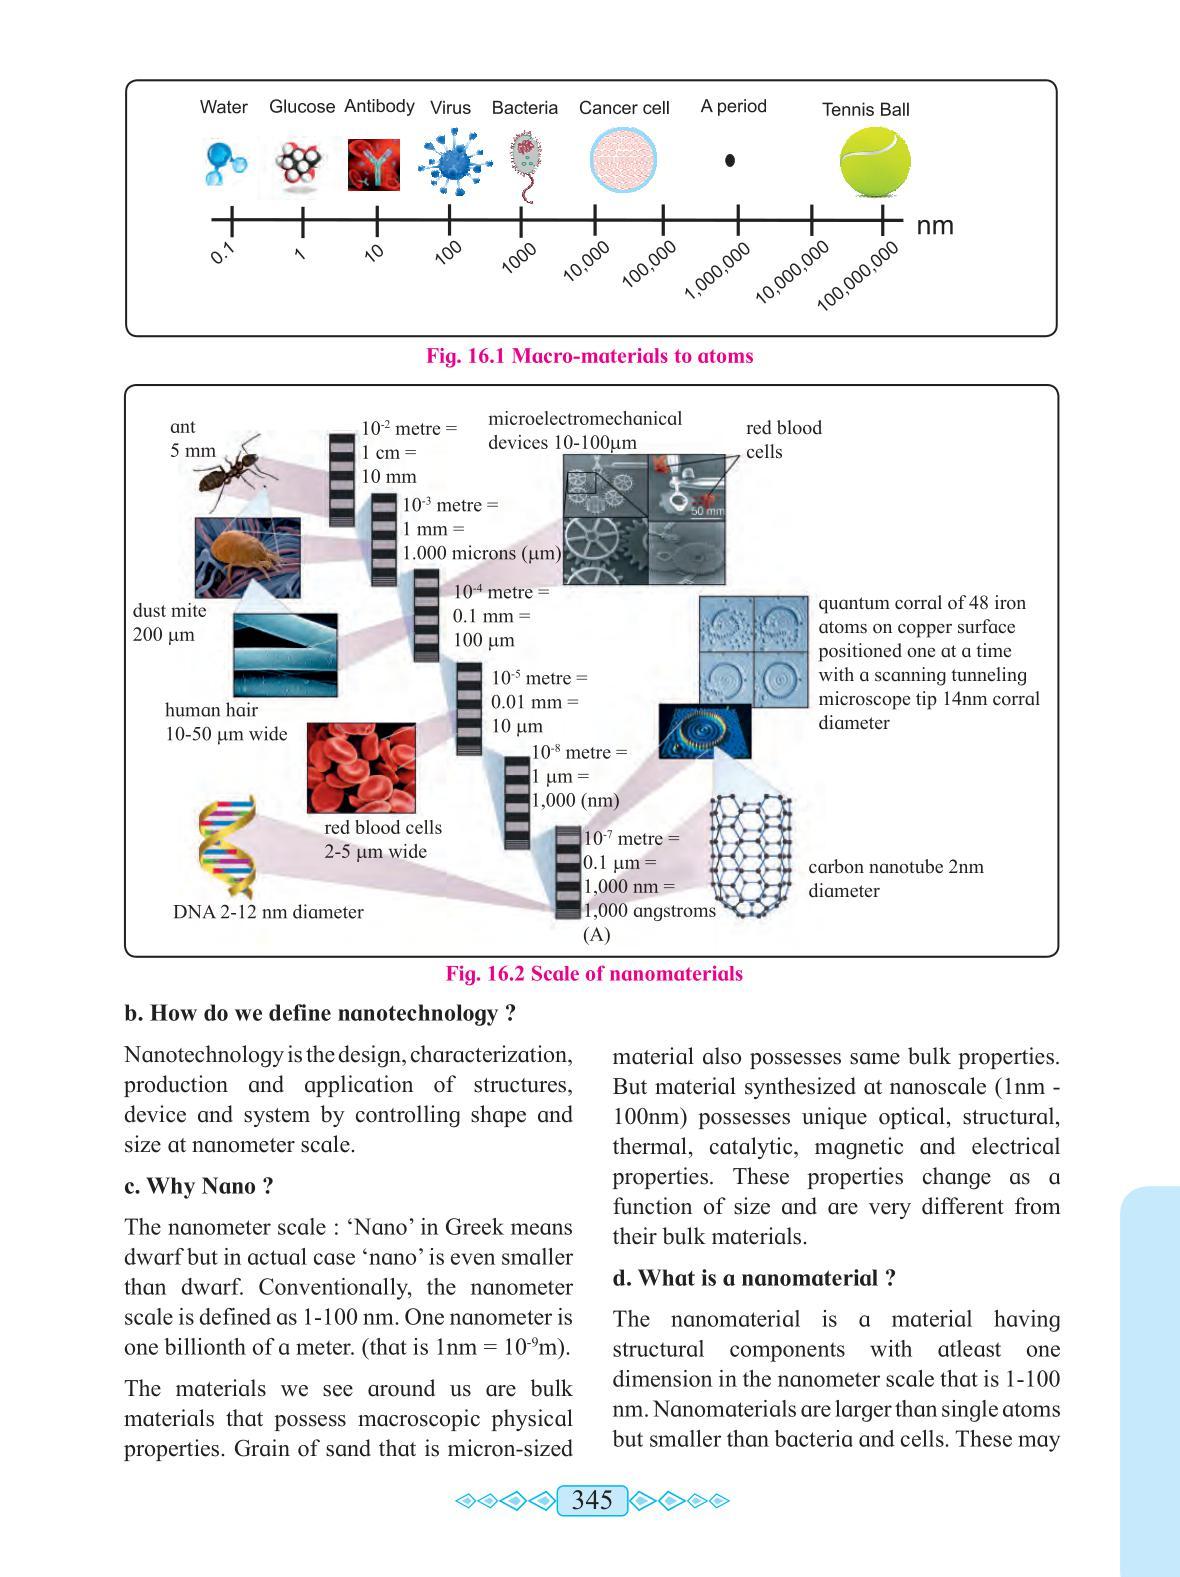 Water Glucose Antibody Virus Bacteria Cancer cell A period Tennis Ball
nm
0.1 1 10 100 1000 10,000 100,000 1,000,000 10,000,000 100,000,000
Fig. 16.1 Macro-materials to atoms
ant
5 mm
10⁻² metre =
1 cm =
10 mm
microelectromechanical
devices 10-100μm
red blood
cells
50 mm
10⁻³ metre =
1 mm =
1.000 microns (μm)
dust mite
200 μm
10⁻⁴ metre =
0.1 mm =
100 μm
quantum corral of 48 iron
atoms on copper surface
positioned one at a time
with a scanning tunneling
microscope tip 14nm corral
diameter
human hair
10-50 μm wide
10⁻⁵ metre =
0.01 mm =
10 μm
10⁻⁸ metre =
1 μm =
1,000 (nm)
red blood cells
2-5 μm wide
10⁻⁷ metre =
0.1 μm =
1,000 nm =
1,000 angstroms
(A)
carbon nanotube 2nm
diameter
DNA 2-12 nm diameter
Fig. 16.2 Scale of nanomaterials
b. How do we define nanotechnology ?
Nanotechnology is the design, characterization,
production and application of structures,
device and system by controlling shape and
size at nanometer scale.
c. Why Nano ?
The nanometer scale : ‘Nano’ in Greek means
dwarf but in actual case ‘nano’ is even smaller
than dwarf. Conventionally, the nanometer
scale is defined as 1-100 nm. One nanometer is
one billionth of a meter. (that is 1nm = 10⁻⁹m).
The materials we see around us are bulk
materials that possess macroscopic physical
properties. Grain of sand that is micron-sized
material also possesses same bulk properties.
But material synthesized at nanoscale (1nm -
100nm) possesses unique optical, structural,
thermal, catalytic, magnetic and electrical
properties. These properties change as a
function of size and are very different from
their bulk materials.
d. What is a nanomaterial ?
The nanomaterial is a material having
structural components with atleast one
dimension in the nanometer scale that is 1-100
nm. Nanomaterials are larger than single atoms
but smaller than bacteria and cells. These may
345